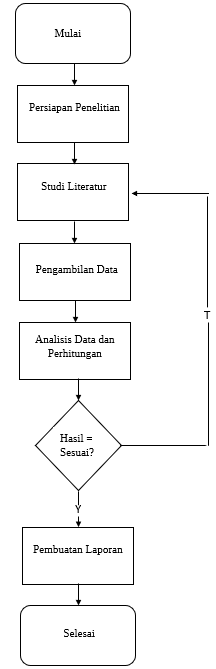 Mulai
Persiapan Penelitian
Studi Literatur
Pengambilan Data
Analisis Data dan
Perhitungan
Hasil =
Sesuai?
T
Y
Pembuatan Laporan
Selesai